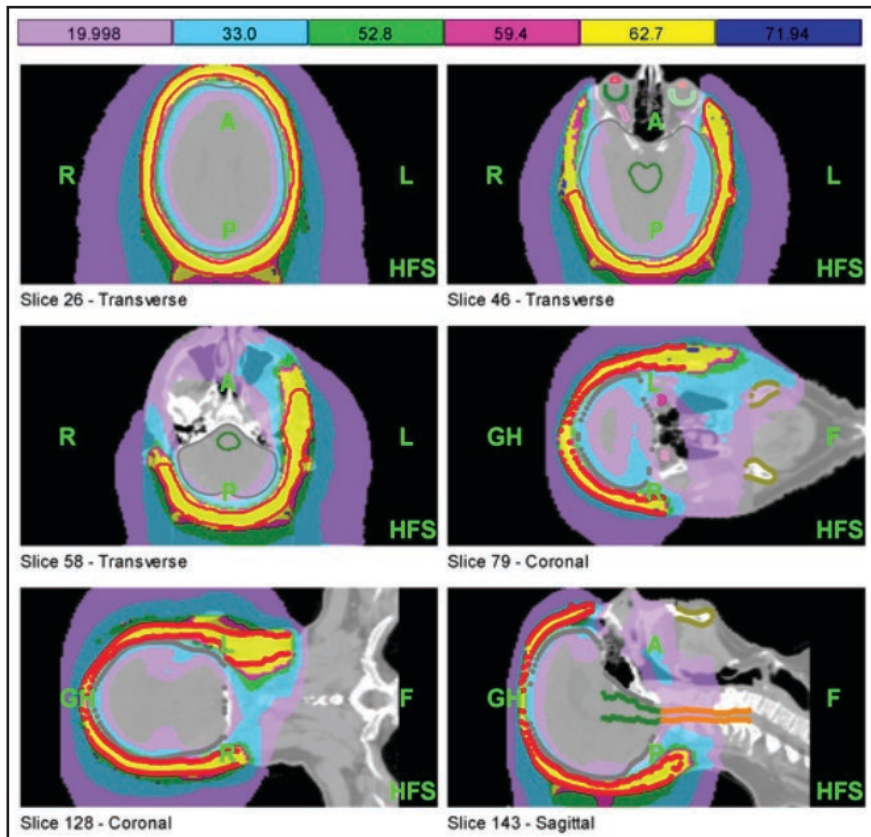 19.998 33.0 52.8 59.4 62.7 71.94
A
R L
P
HFS
Slice 26 - Transverse
A
R L
P
HFS
Slice 46 - Transverse
A
R L
P
HFS
Slice 58 - Transverse
L
GH F
R
HFS
Slice 79 - Coronal
L
GH F
R
HFS
Slice 128 - Coronal
A
GH F
P
HFS
Slice 143 - Sagittal